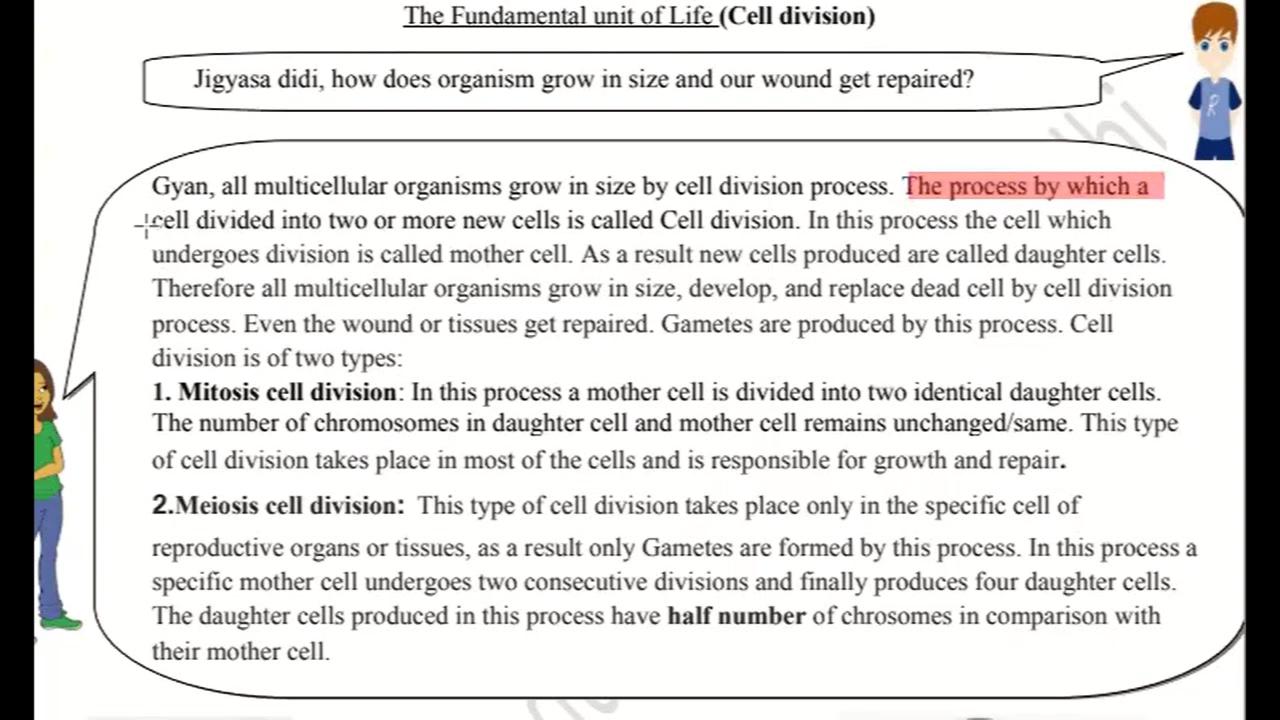 The Fundamental unit of Life (Cell division)
Jigyasa didi, how does organism grow in size and our wound get repaired?
R
Gyan, all multicellular organisms grow in size by cell division process. The process by which a
cell divided into two or more new cells is called Cell division. In this process the cell which
undergoes division is called mother cell. As a result new cells produced are called daughter cells.
Therefore all multicellular organisms grow in size, develop, and replace dead cell by cell division
process. Even the wound or tissues get repaired. Gametes are produced by this process. Cell
division is of two types:
1. Mitosis cell division: In this process a mother cell is divided into two identical daughter cells.
The number of chromosomes in daughter cell and mother cell remains unchanged/same. This type
of cell division takes place in most of the cells and is responsible for growth and repair.
2.Meiosis cell division: This type of cell division takes place only in the specific cell of
reproductive organs or tissues, as a result only Gametes are formed by this process. In this process a
specific mother cell undergoes two consecutive divisions and finally produces four daughter cells.
The daughter cells produced in this process have half number of chrosomes in comparison with
their mother cell.